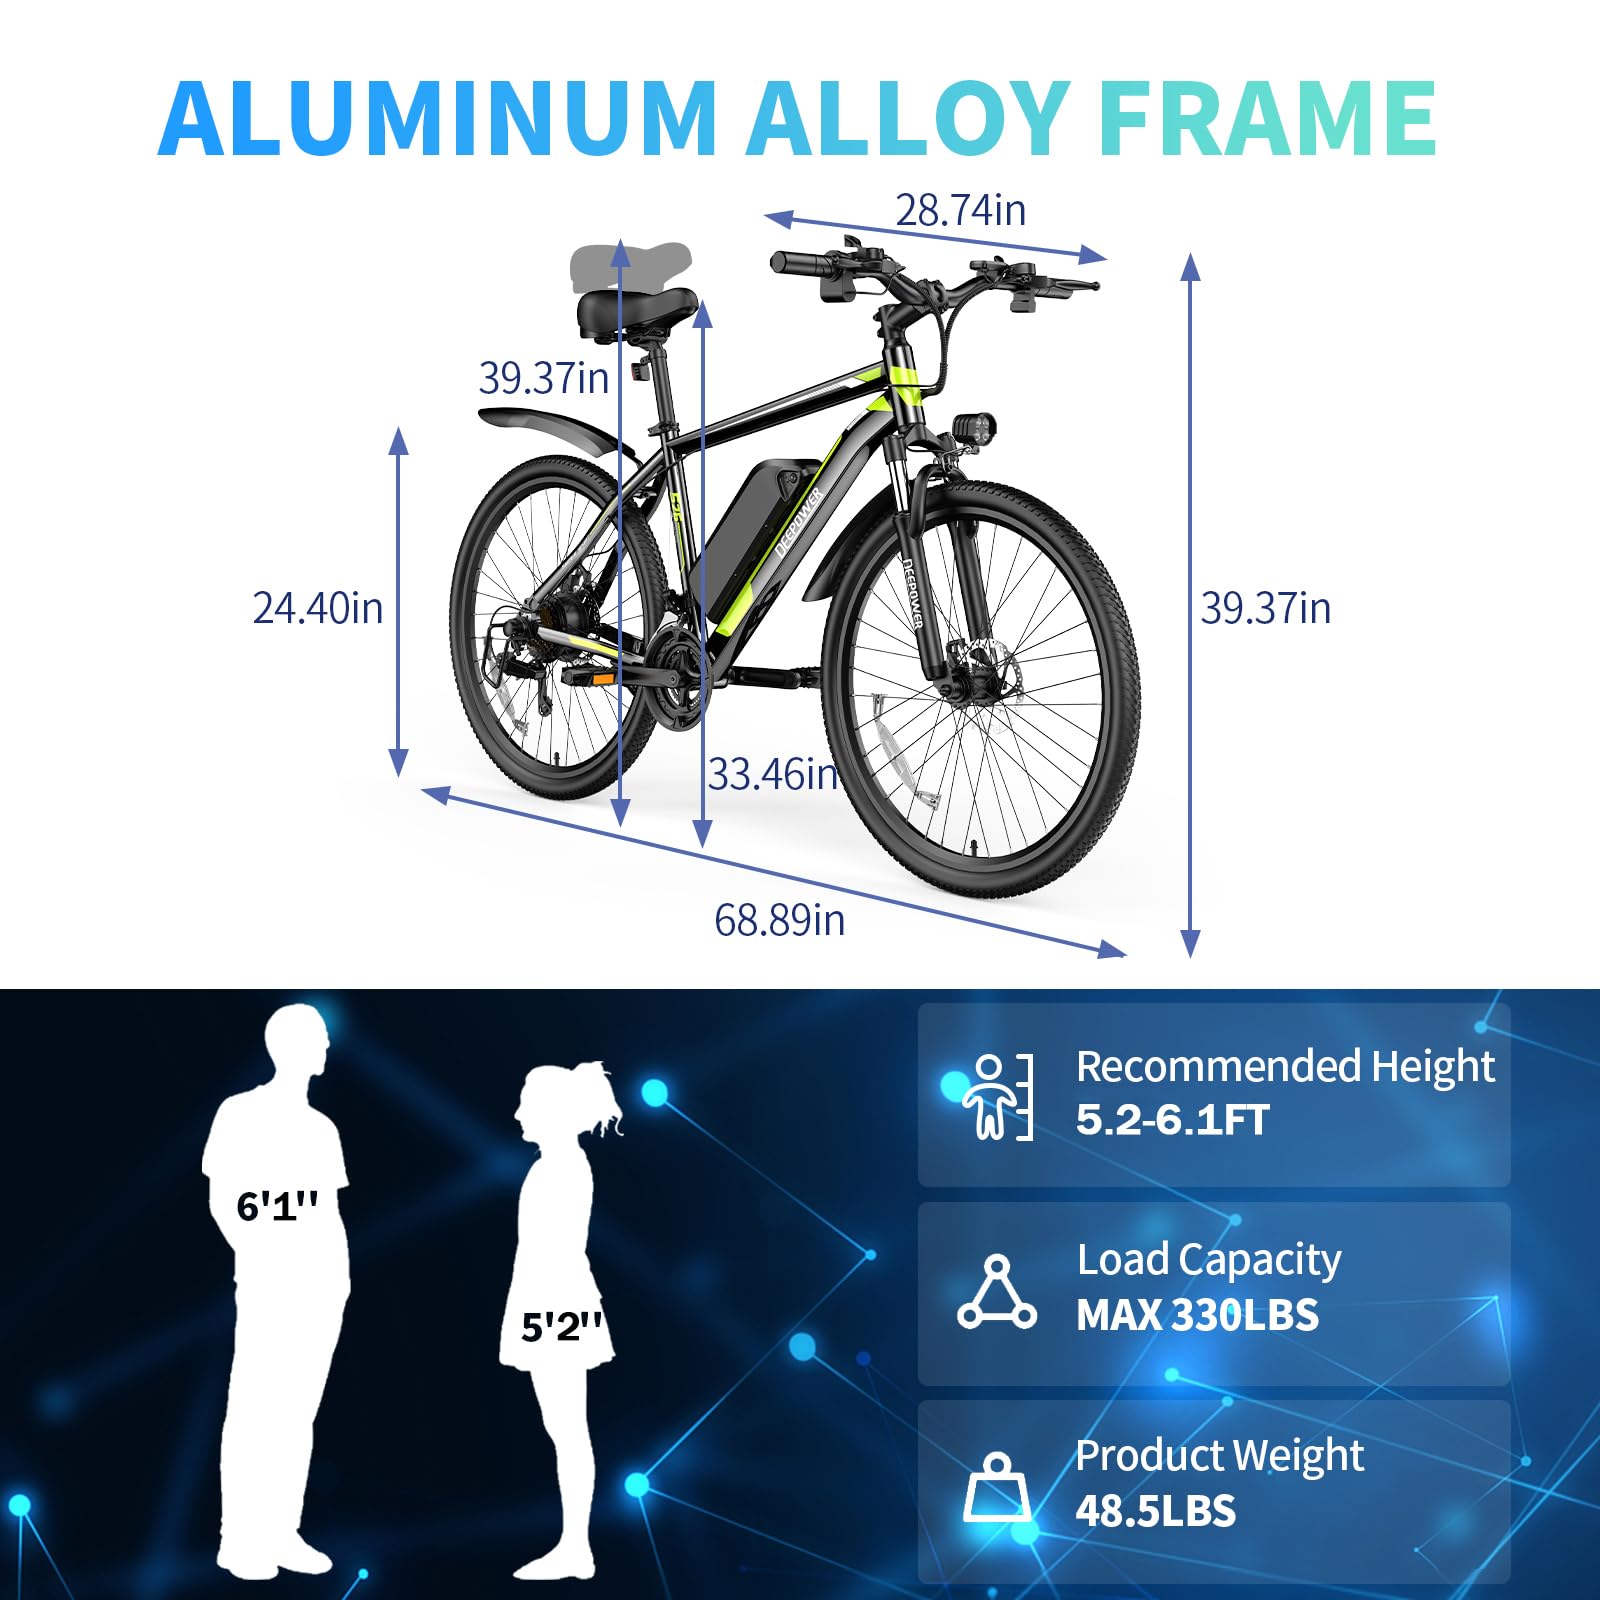 ALUMINUM ALLOY FRAME
28.74in
39.37in
24.40in
39.37in
33.46in
68.89in
DEEPOWER
DEEPOWER
S26
6'1''
5'2''
Recommended Height
5.2-6.1FT
Load Capacity
MAX 330LBS
Product Weight
48.5LBS